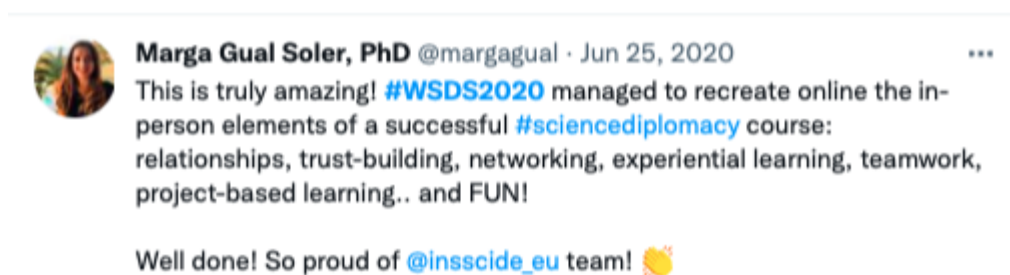 Marga Gual Soler, PhD @margagual · Jun 25, 2020
This is truly amazing! #WSDS2020 managed to recreate online the in-
person elements of a successful #sciencediplomacy course:
relationships, trust-building, networking, experiential learning, teamwork,
project-based learning.. and FUN!
Well done! So proud of @insscide_eu team! 👏